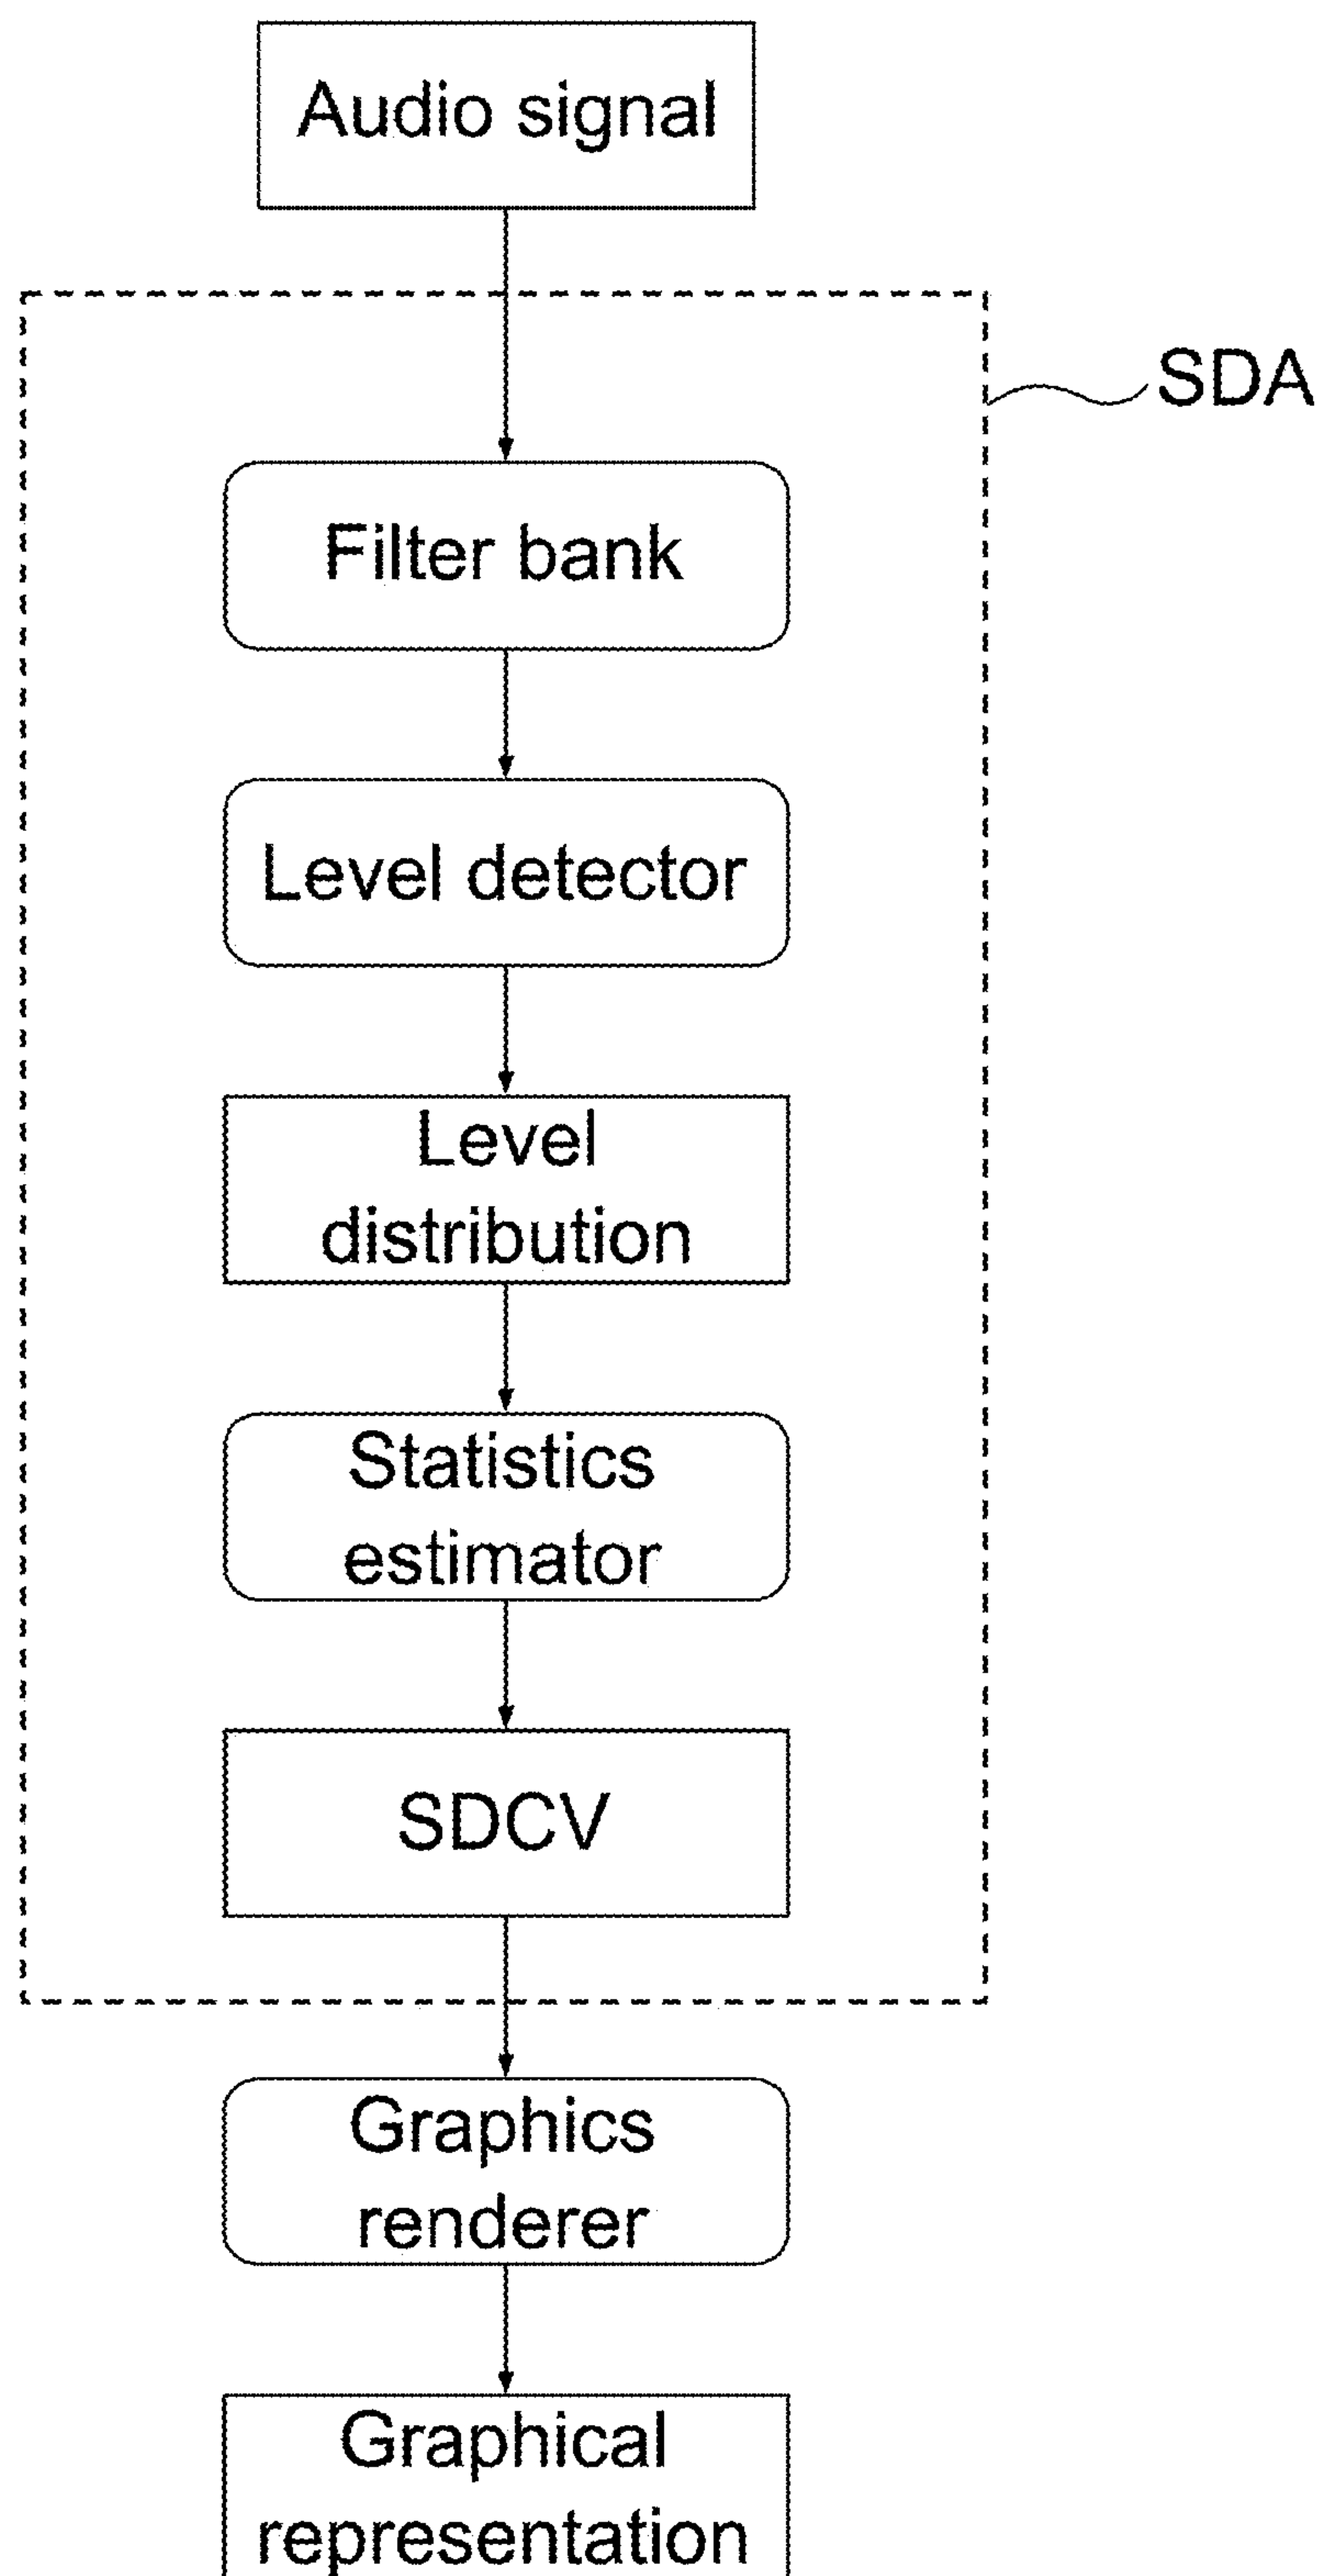 Audio signal
SDA
Filter bank
Level detector
Level
distribution
Statistics
estimator
SDCV
Graphics
renderer
Graphical
representation